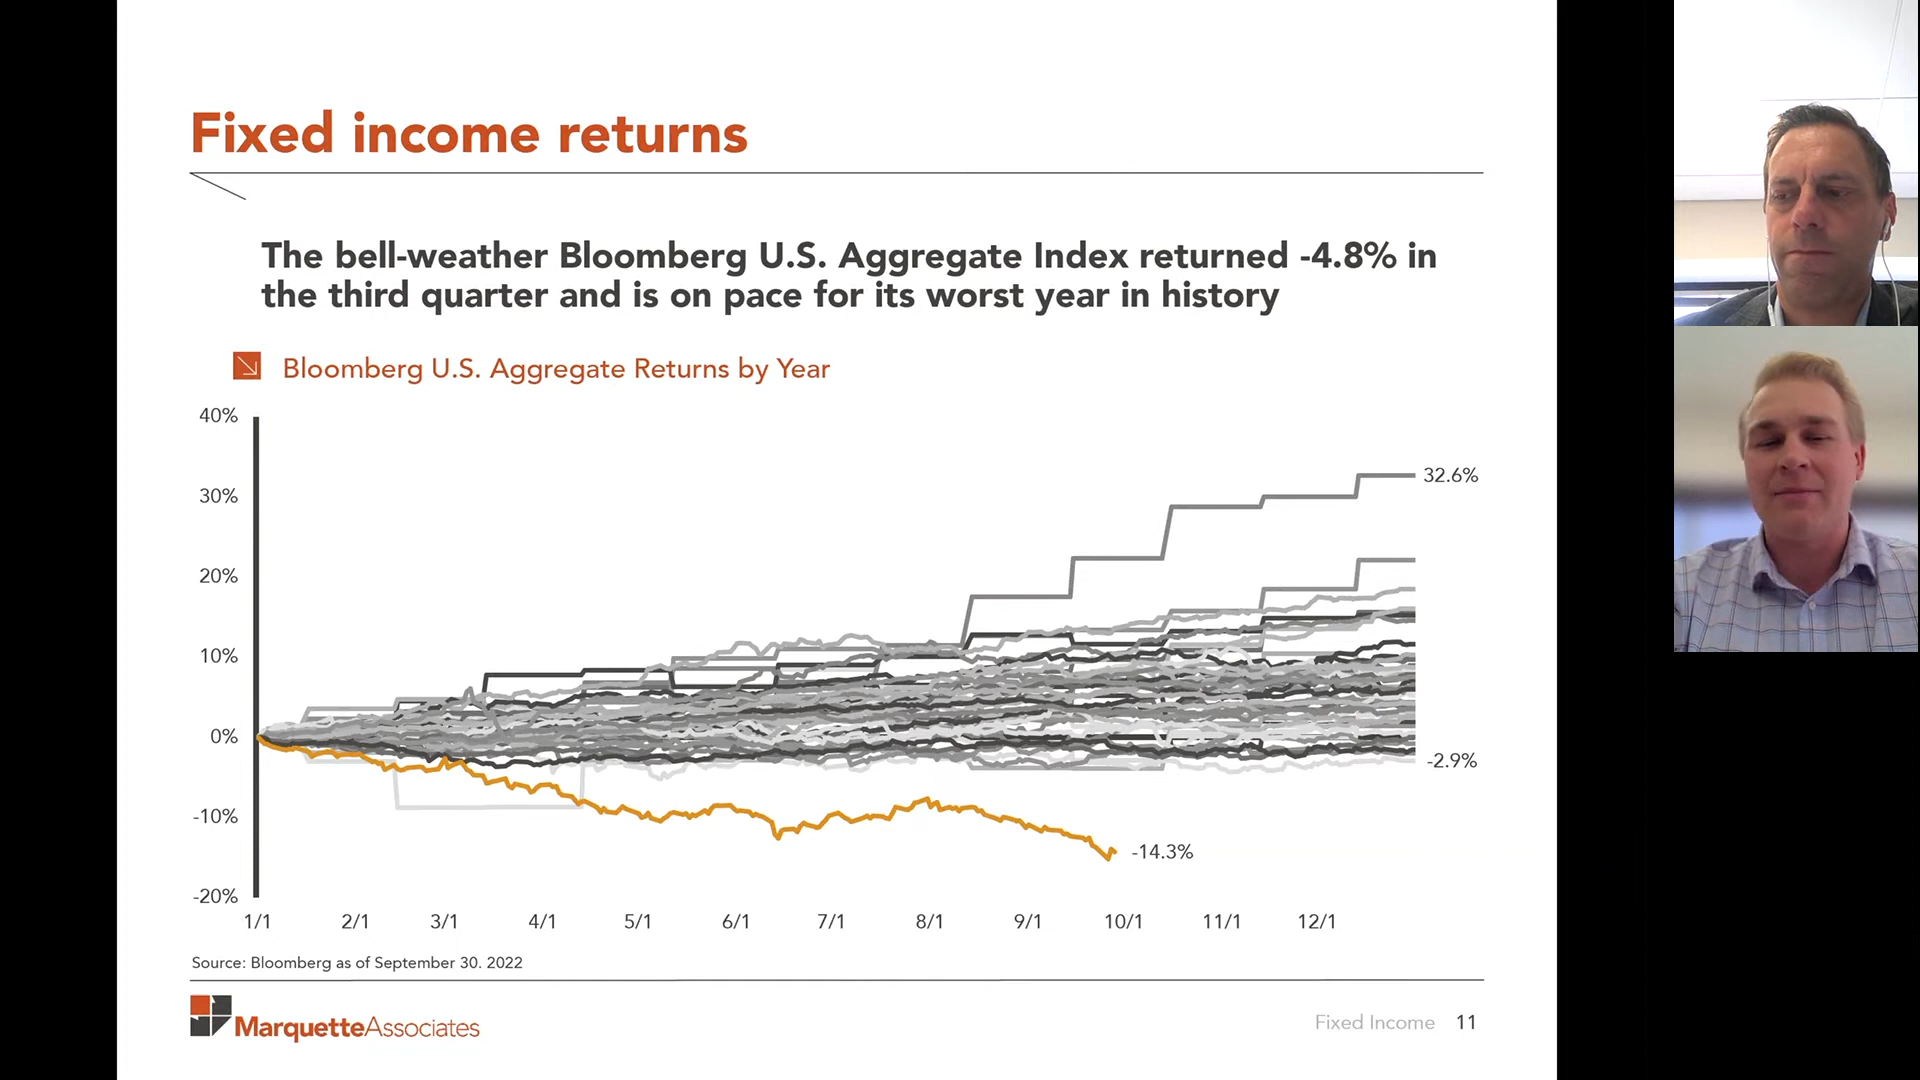 Fixed income returns
The bell-weather Bloomberg U.S. Aggregate Index returned -4.8% in
the third quarter and is on pace for its worst year in history
Bloomberg U.S. Aggregate Returns by Year
40%
30%
20%
10%
0%
-10%
-20%
32.6%
-2.9%
-14.3%
1/1 2/1 3/1 4/1 5/1 6/1 7/1 8/1 9/1 10/1 11/1 12/1
Source: Bloomberg as of September 30. 2022
MarquetteAssociates
Fixed Income 11